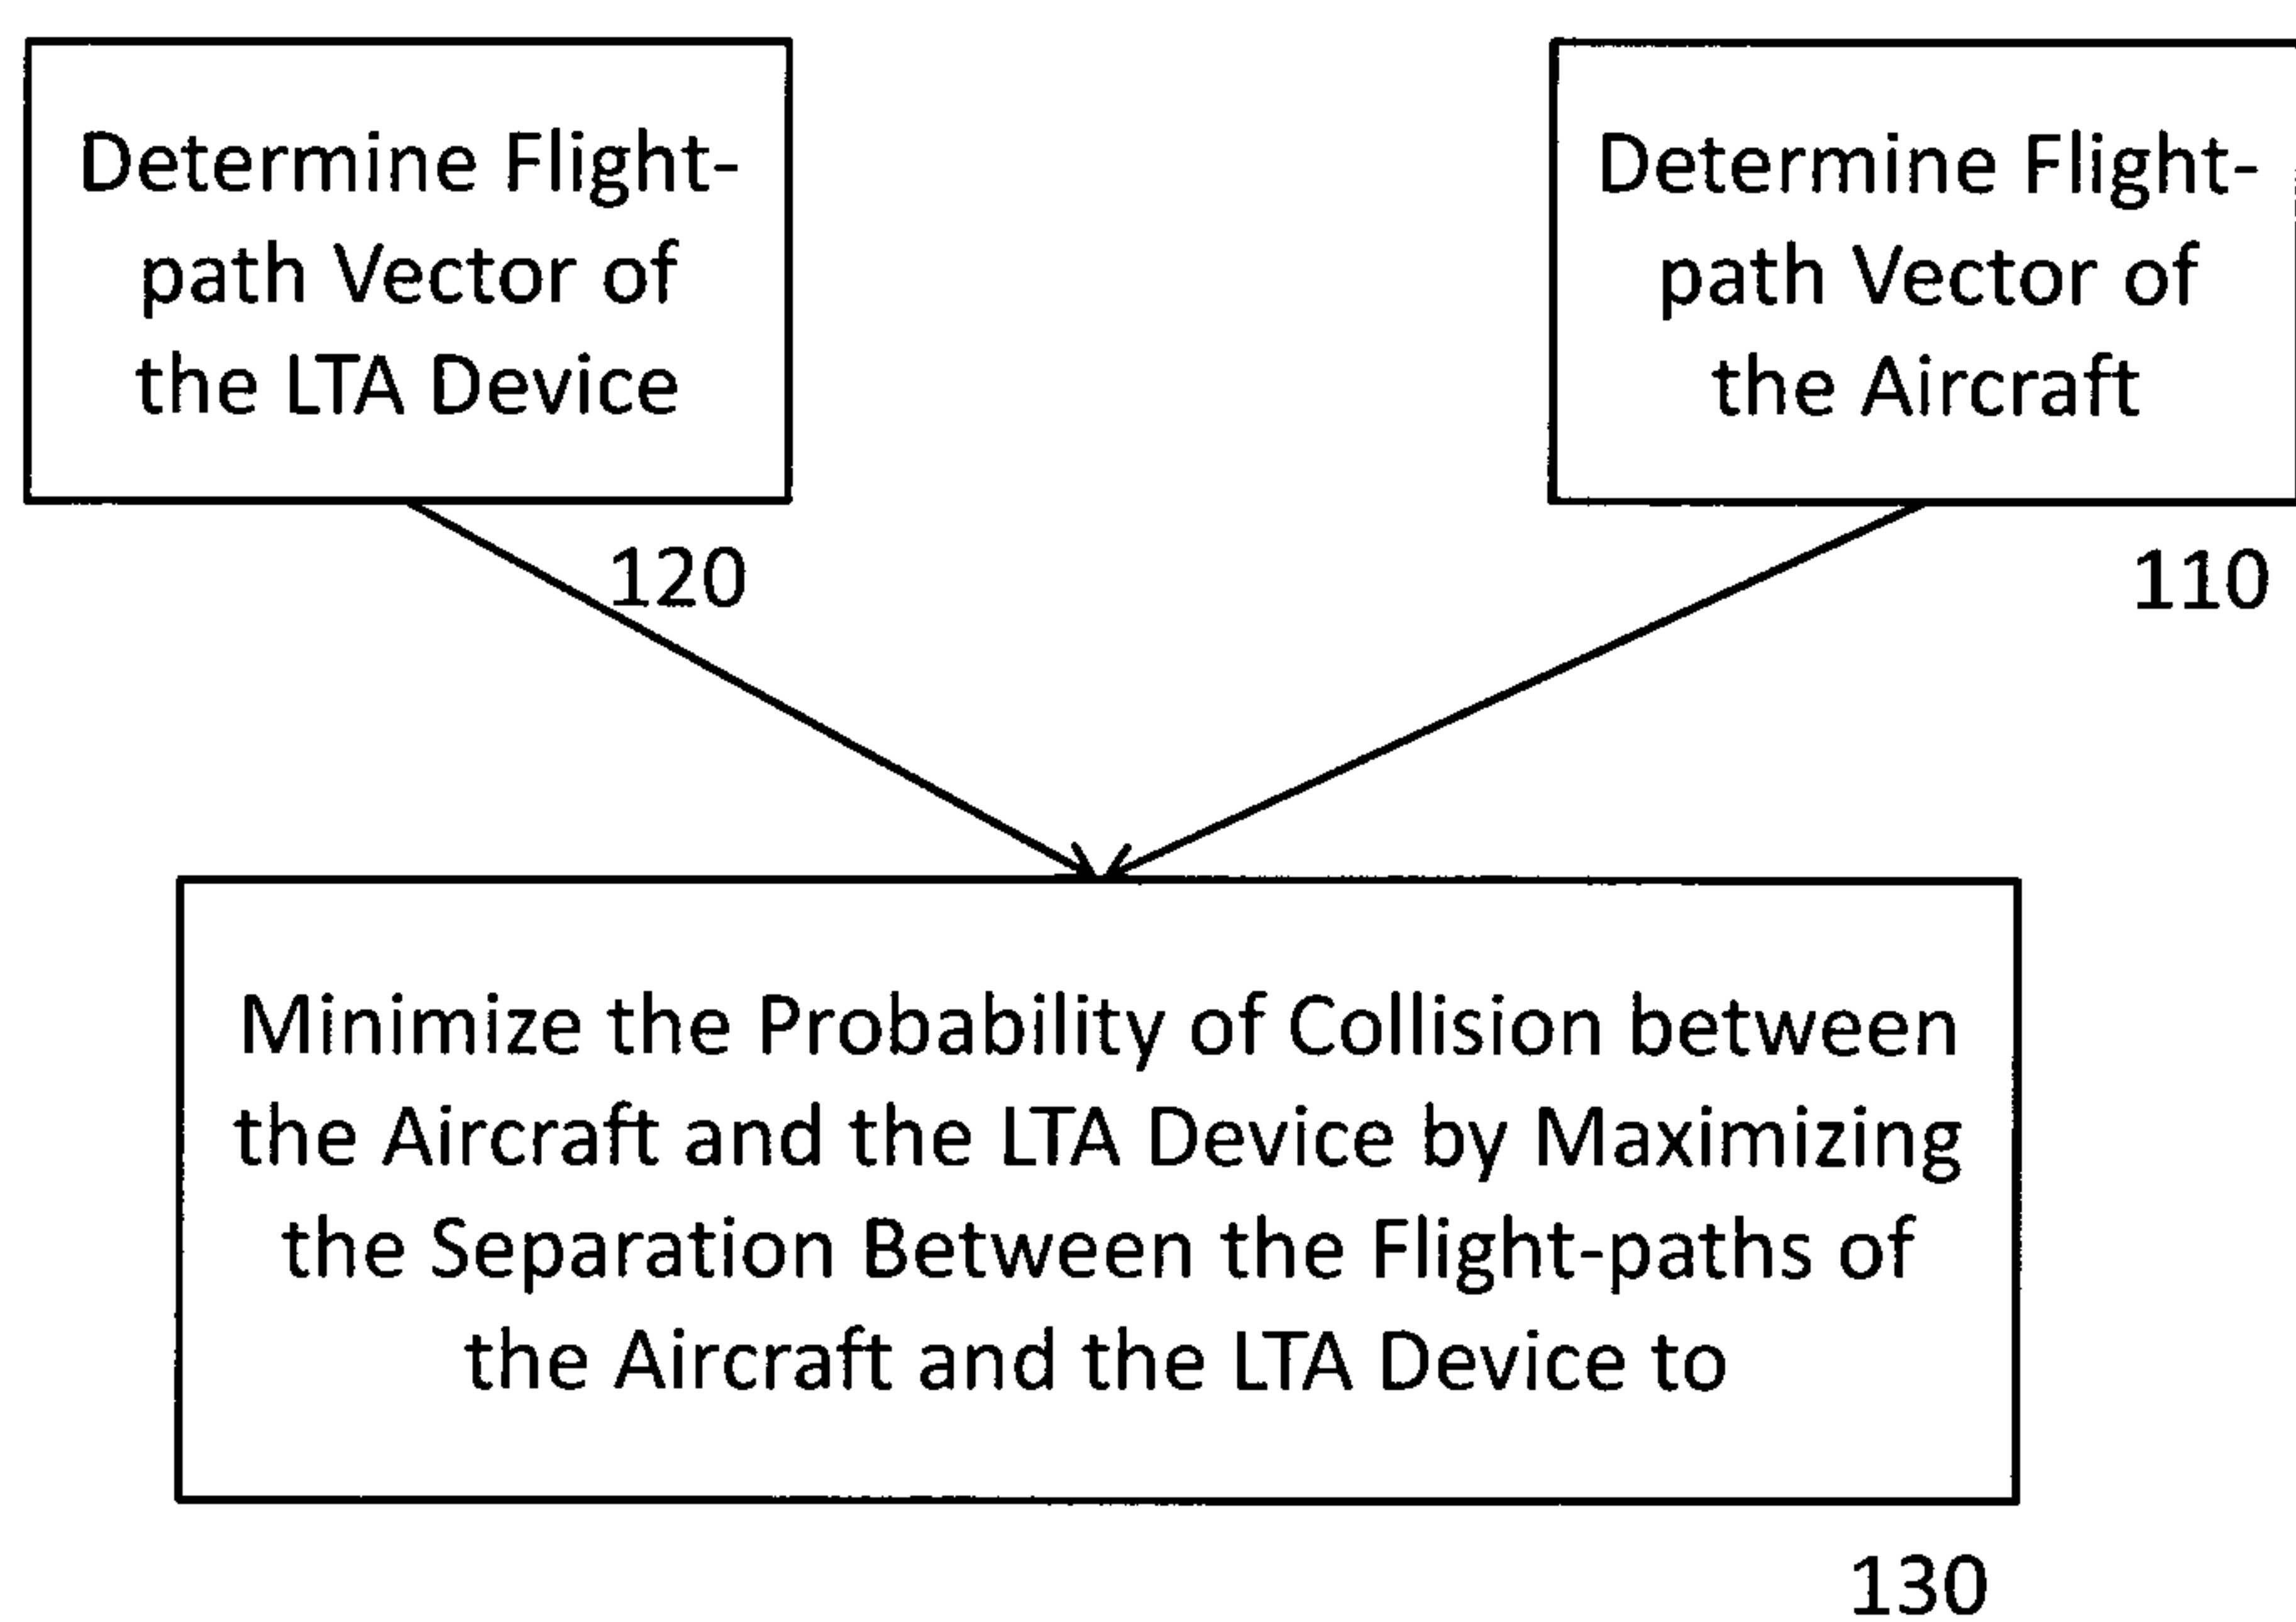 Determine Flight-
path Vector of
the LTA Device
120
Determine Flight-
path Vector of
the Aircraft
110
Minimize the Probability of Collision between
the Aircraft and the LTA Device by Maximizing
the Separation Between the Flight-paths of
the Aircraft and the LTA Device to
130